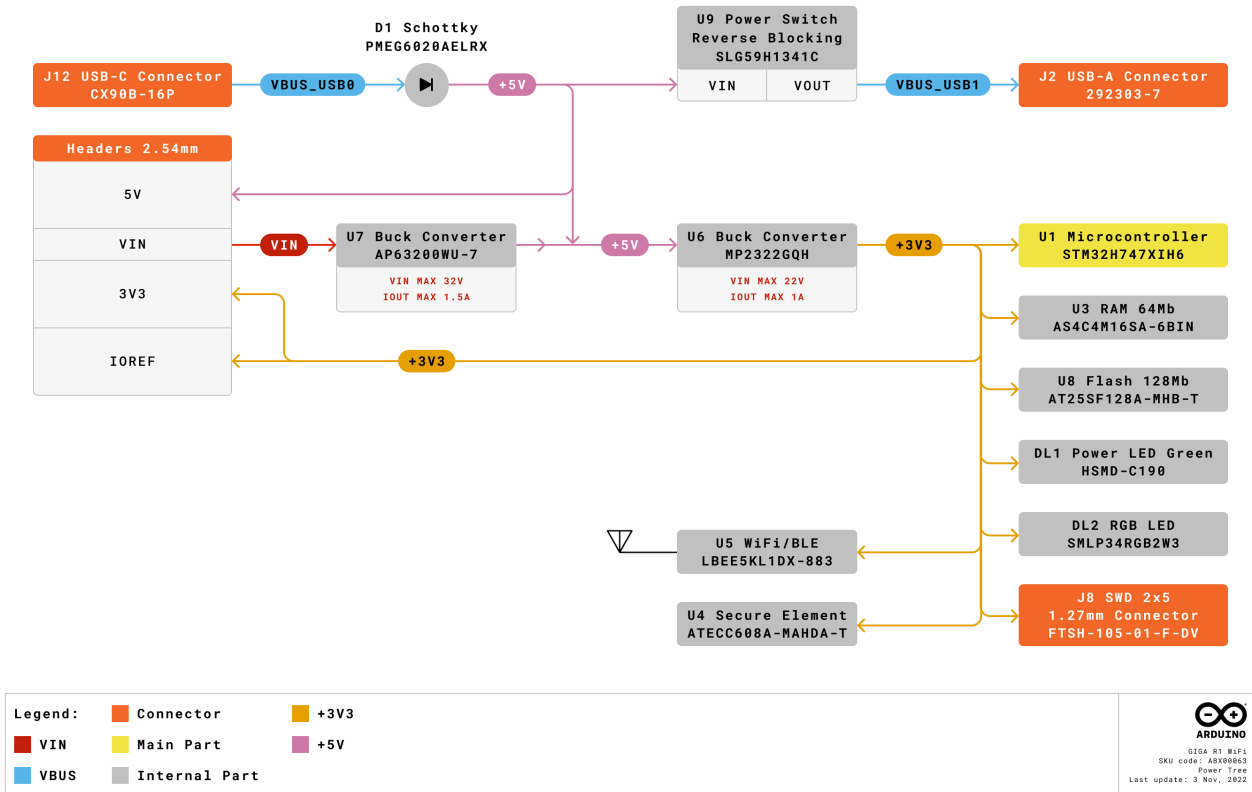 D1 Schottky
PMEG6020AELRX
U9 Power Switch
Reverse Blocking
SLG59H1341C
J12 USB-C Connector
CX90B-16P
VBUS_USB0
+5V
VIN
VOUT
VBUS_USB1
J2 USB-A Connector
292303-7
Headers 2.54mm
5V
VIN
3V3
IOREF
VIN
U7 Buck Converter
AP63200WU-7
VIN MAX 32V
IOUT MAX 1.5A
+5V
U6 Buck Converter
MP2322GQH
VIN MAX 22V
IOUT MAX 1A
+3V3
U1 Microcontroller
STM32H747XIH6
U3 RAM 64Mb
AS4C4M16SA-6BIN
+3V3
U8 Flash 128Mb
AT25SF128A-MHB-T
DL1 Power LED Green
HSMD-C190
DL2 RGB LED
SMLP34RGB2W3
U5 WiFi/BLE
LBEE5KL1DX-883
U4 Secure Element
ATECC608A-MAHDA-T
J8 SWD 2x5
1.27mm Connector
FTSH-105-01-F-DV
Legend:
Connector
+3V3
VIN
Main Part
+5V
VBUS
Internal Part
ARDUINO
GIGA R1 WiFi
SKU code: ABX00063
Power Tree
Last update: 3 Nov, 2022